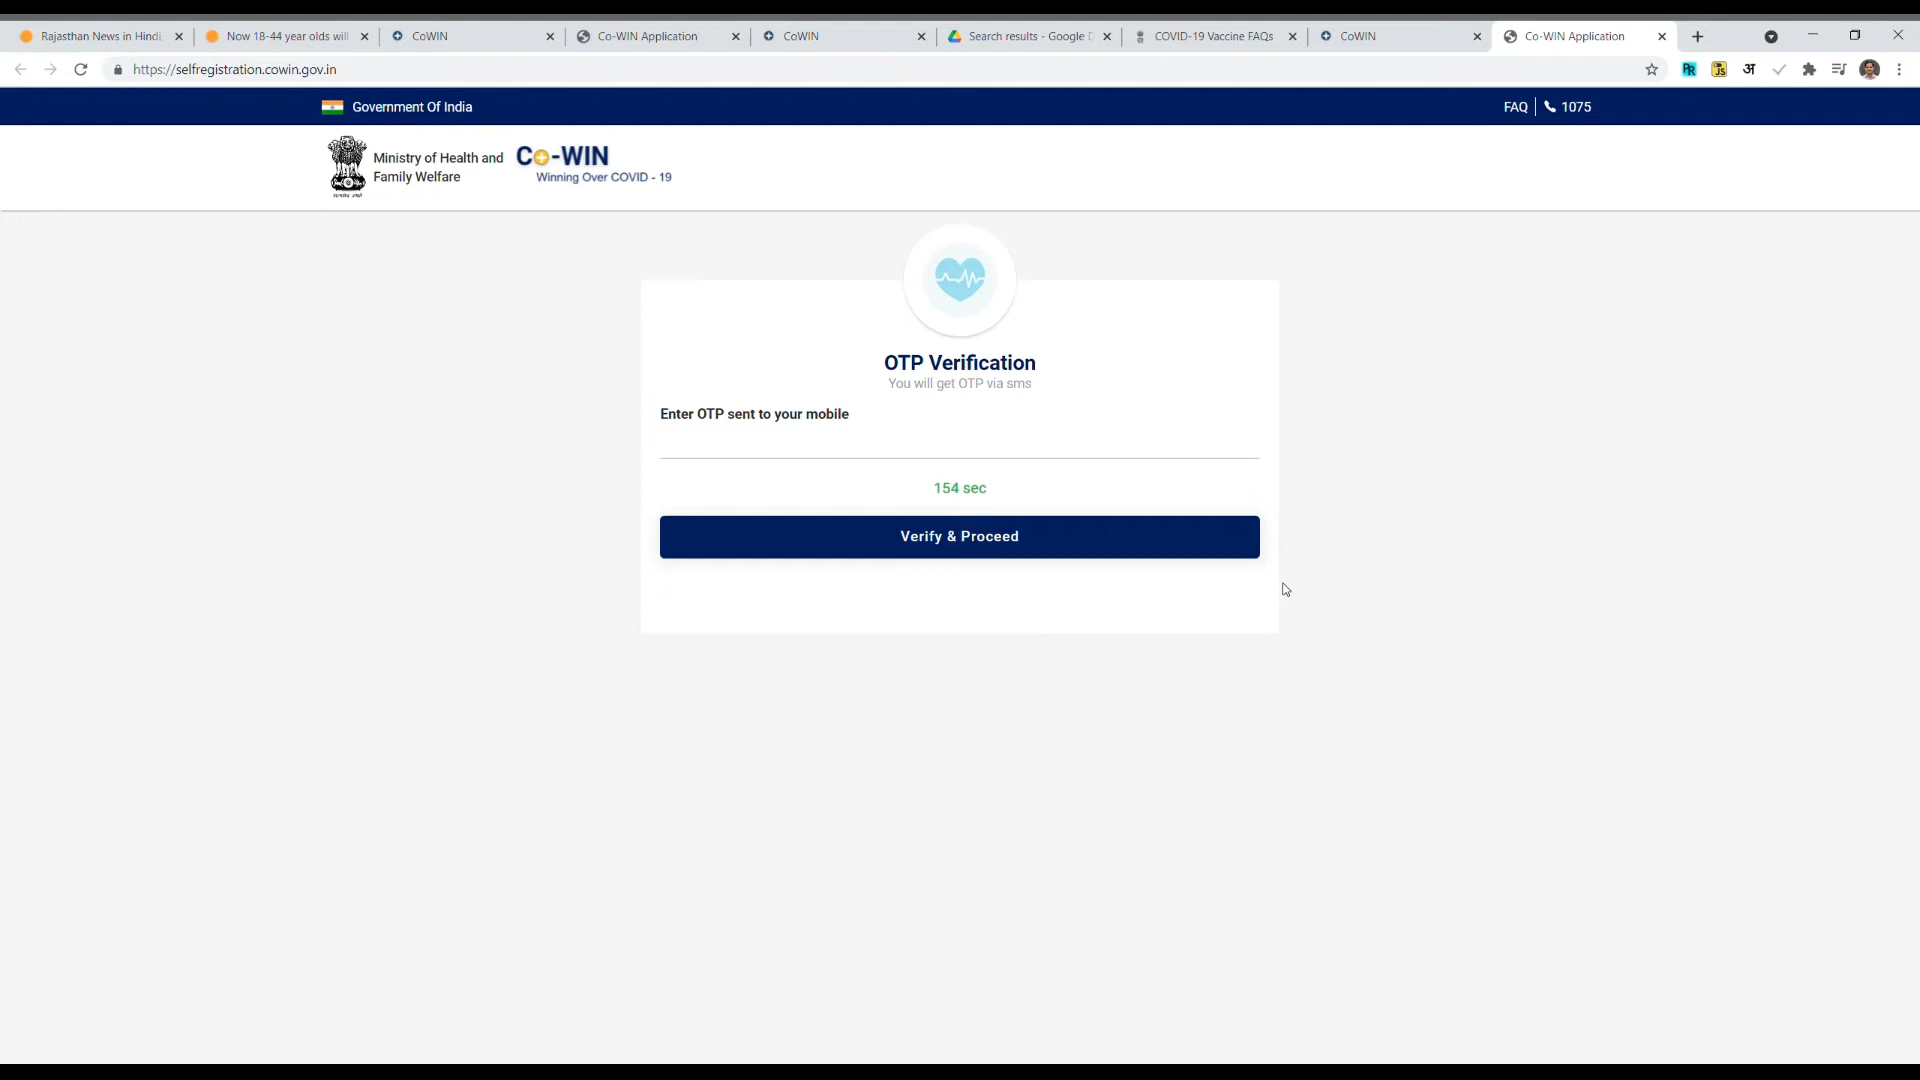 Rajasthan News in Hindi,
Now 18-44 year olds will
CoWIN
Co-WIN Application
CoWIN
Search results - Google D
COVID-19 Vaccine FAQs
CoWIN
Co-WIN Application
https://selfregistration.cowin.gov.in
PR
JS
अ
Government Of India
FAQ
1075
Ministry of Health and
Family Welfare
Co-WIN
Winning Over COVID - 19
OTP Verification
You will get OTP via sms
Enter OTP sent to your mobile
154 sec
Verify & Proceed